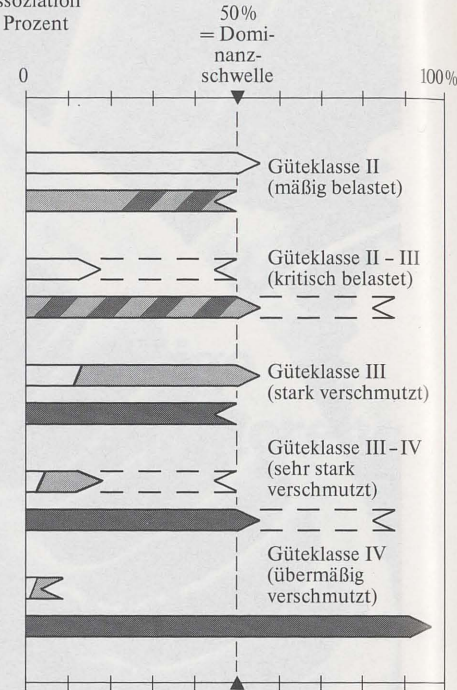 Prozent
50%
= Domi-
nanz-
schwelle
0
100%
Güteklasse II
(mäßig belastet)
Güteklasse II – III
(kritisch belastet)
Güteklasse III
(stark verschmutzt)
Güteklasse III – IV
(sehr stark
verschmutzt)
Güteklasse IV
(übermäßig
verschmutzt)